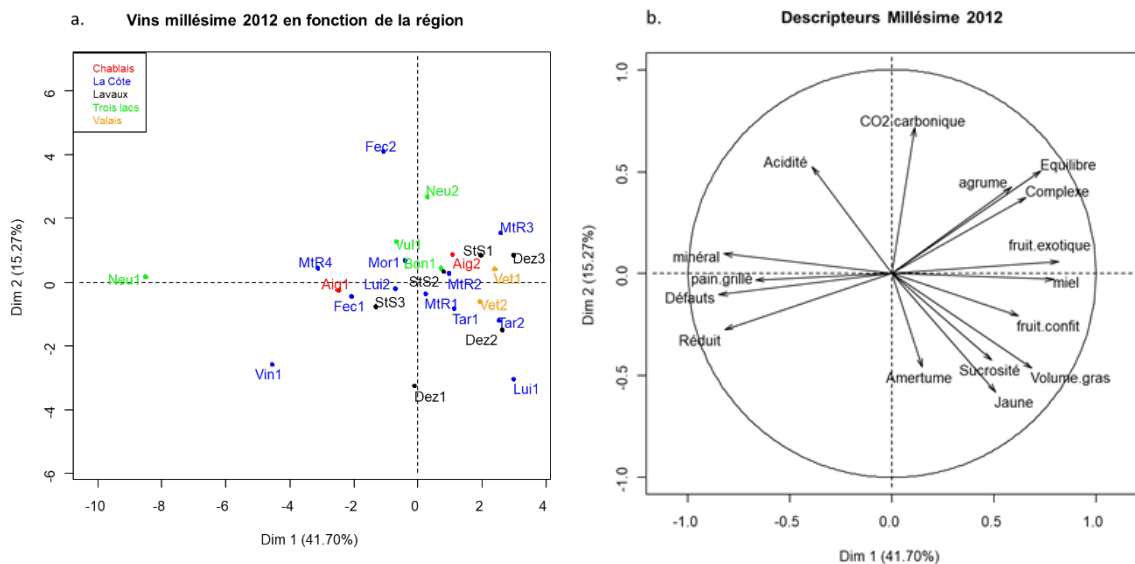 a. Vins millésime 2012 en fonction de la région
Chablais
La Côte
Lavaux
Trois lacs
Valais
Fec2
Neu2
MtR3
Vul1
StS1
Dez3
Mor1
Bon1
Aig2
MtR4
Neu1
Vet1
StS2
MtR2
Aig1
Lui2
Fec1
StS3
MtR1
Vet2
Tar1
Tar2
Dez2
Vin1
Lui1
Dez1
6
4
2
0
-2
-4
-6
Dim 2 (15.27%)
-10 -8 -6 -4 -2 0 2 4
Dim 1 (41.70%)
b. Descripteurs Millésime 2012
CO2.carbonique
Acidité
Equilibre
agrume
Complexe
fruit.exotique
minéral
pain.grillé
miel
Défauts
fruit.confit
Réduit
Amertume
Sucrosité
Volume.gras
Jaune
1.0
0.5
0.0
-0.5
-1.0
Dim 2 (15.27%)
-1.0 -0.5 0.0 0.5 1.0
Dim 1 (41.70%)